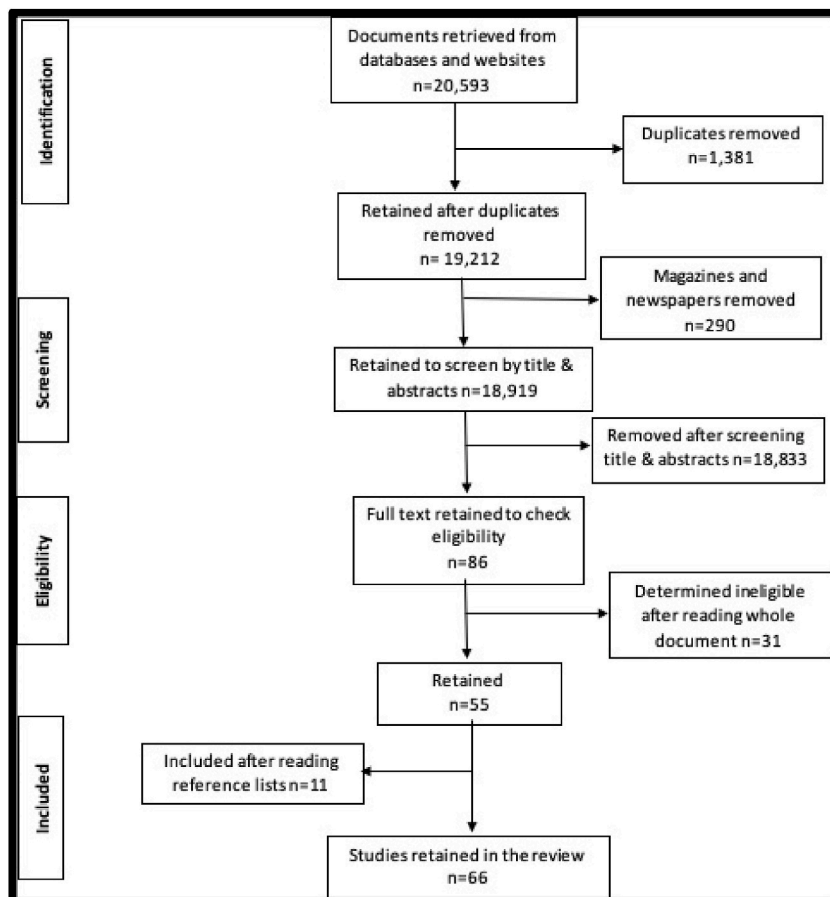 Identification
Documents retrieved from
databases and websites
n=20,593
Duplicates removed
n=1,381
Retained after duplicates
removed
n= 19,212
Magazines and
newspapers removed
n=290
Screening
Retained to screen by title &
abstracts n=18,919
Removed after screening
title & abstracts n=18,833
Eligibility
Full text retained to check
eligibility
n=86
Determined ineligible
after reading whole
document n=31
Retained
n=55
Included
Included after reading
reference lists n=11
Studies retained in the review
n=66